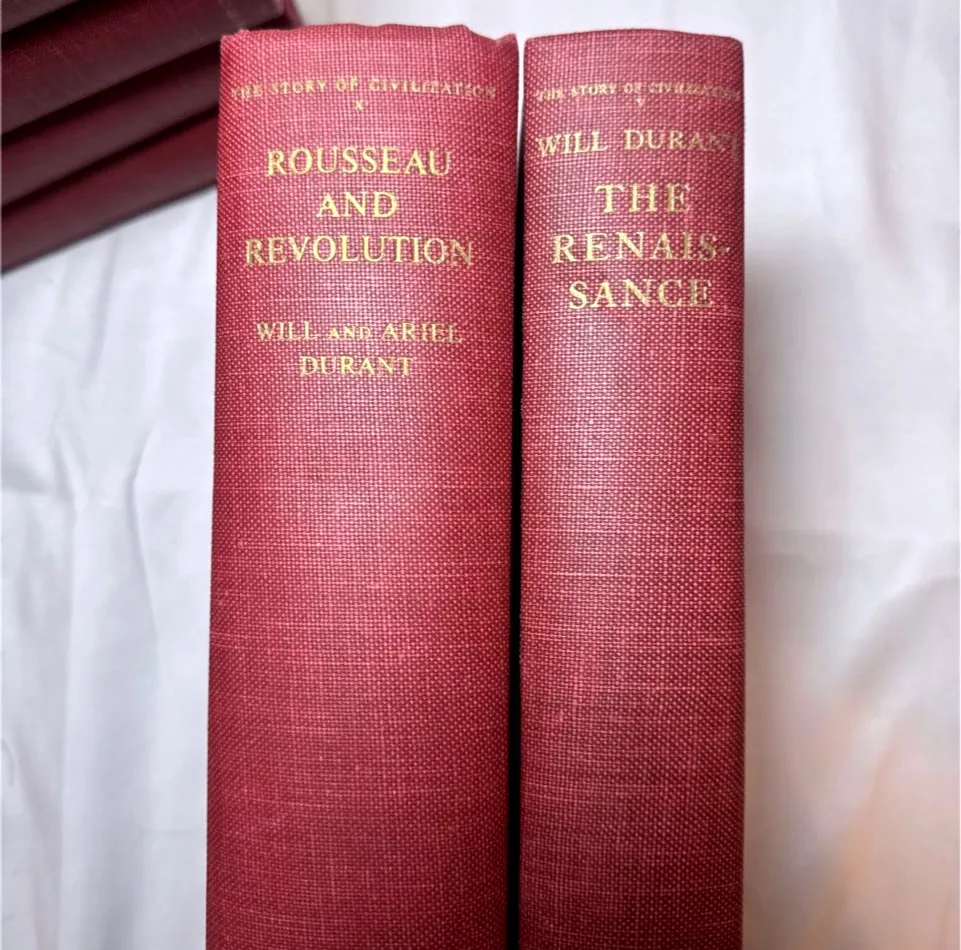 THE STORY OF CIVILIZATION
X
ROUSSEAU
AND
REVOLUTION
WILL AND ARIEL
DURANT
THE STORY OF CIVILIZATION
V
WILL DURANT
THE
RENAIS-
SANCE